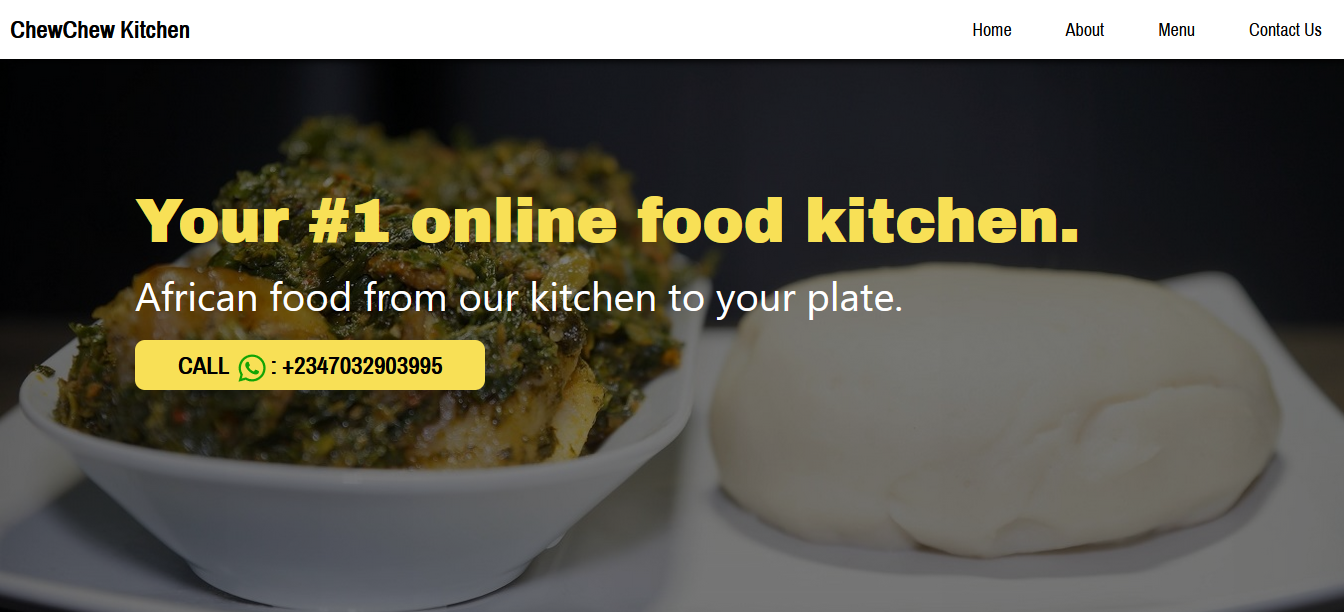 ChewChew Kitchen
Home About Menu Contact Us
Your #1 online food kitchen.
African food from our kitchen to your plate.
CALL : +2347032903995